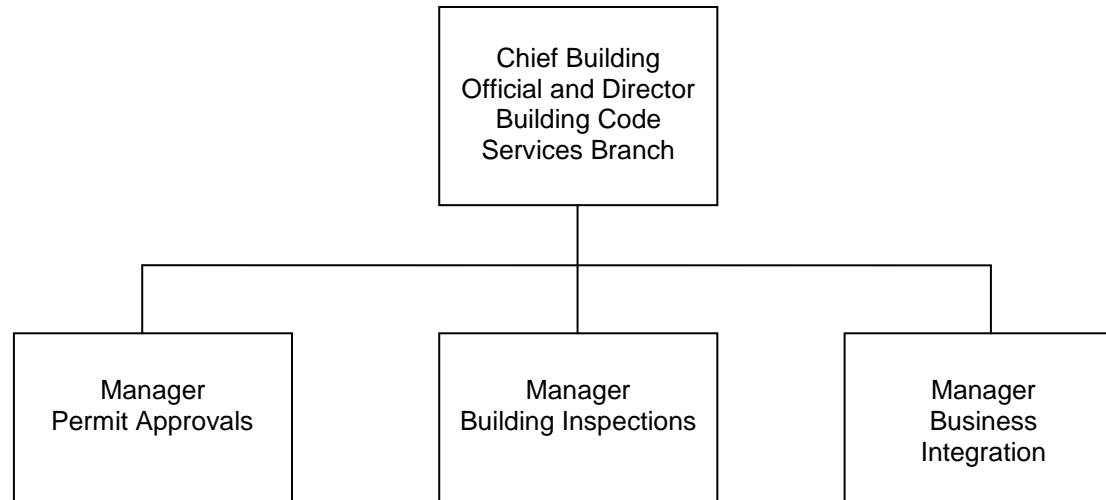 Chief Building
Official and Director
Building Code
Services Branch
Manager
Permit Approvals
Manager
Building Inspections
Manager
Business
Integration